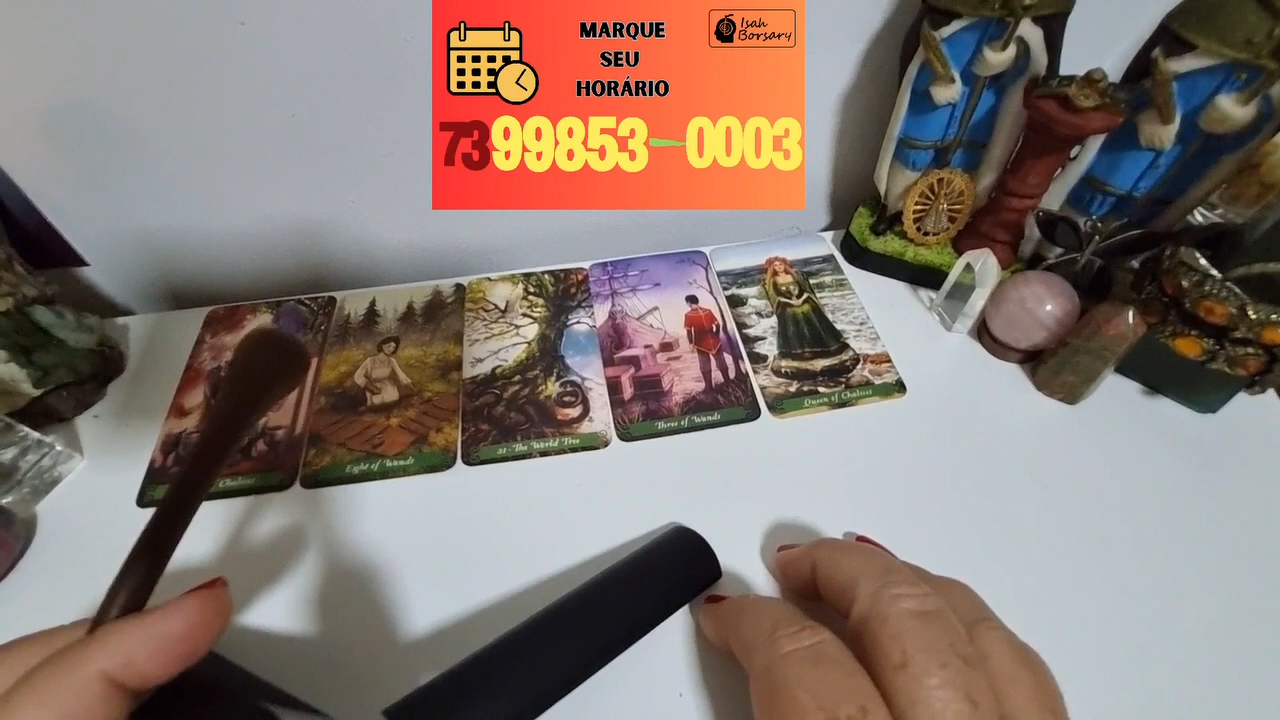 MARQUE
SEU
HORÁRIO
Isah
Borsary
7399853-0003
Chalices
Eight of Wands
21-The World Tree
Three of Wands
Queen of Chalices